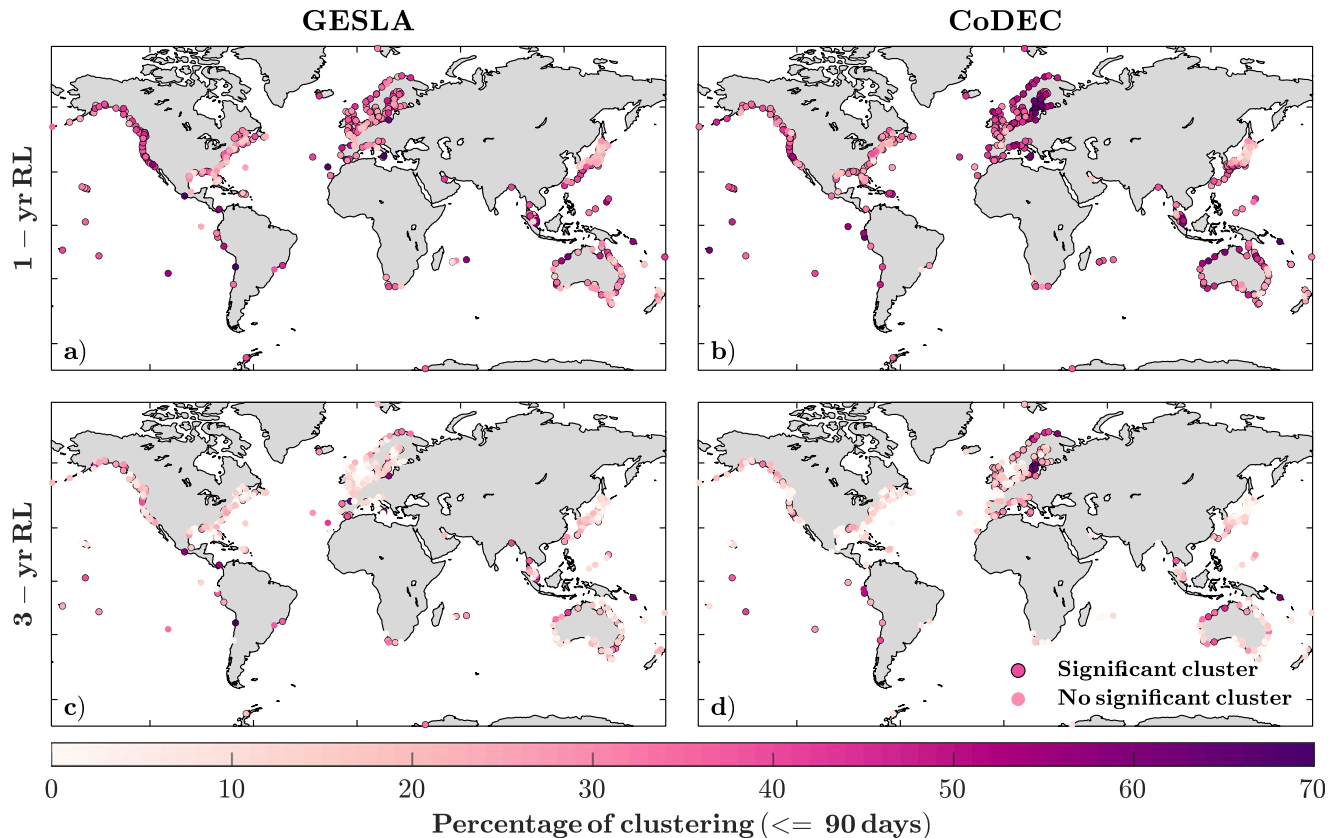 GESLA
CoDEC
1 − yr RL
a)
b)
3 − yr RL
c)
d)
Significant cluster
No significant cluster
0 10 20 30 40 50 60 70
Percentage of clustering (<= 90 days)